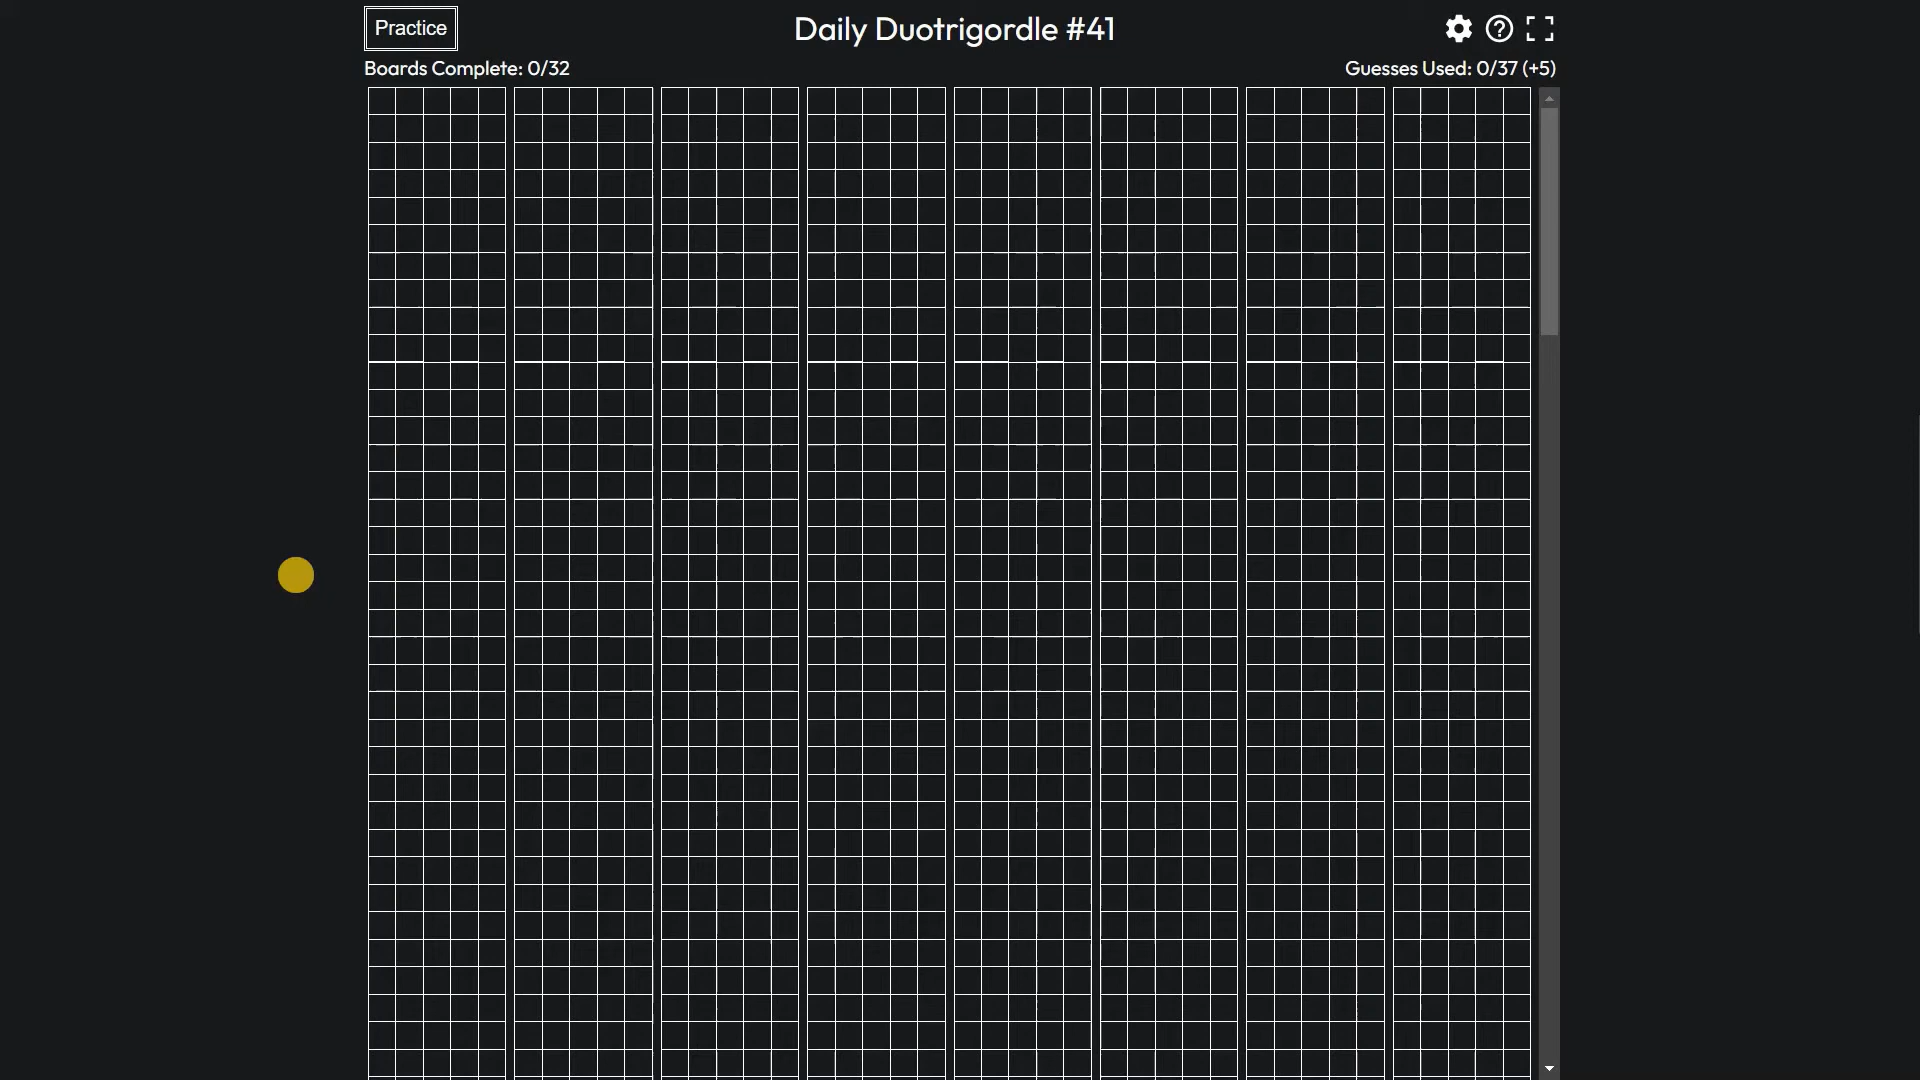 Practice
Daily Duotrigordle #41
Boards Complete: 0/32
Guesses Used: 0/37 (+5)